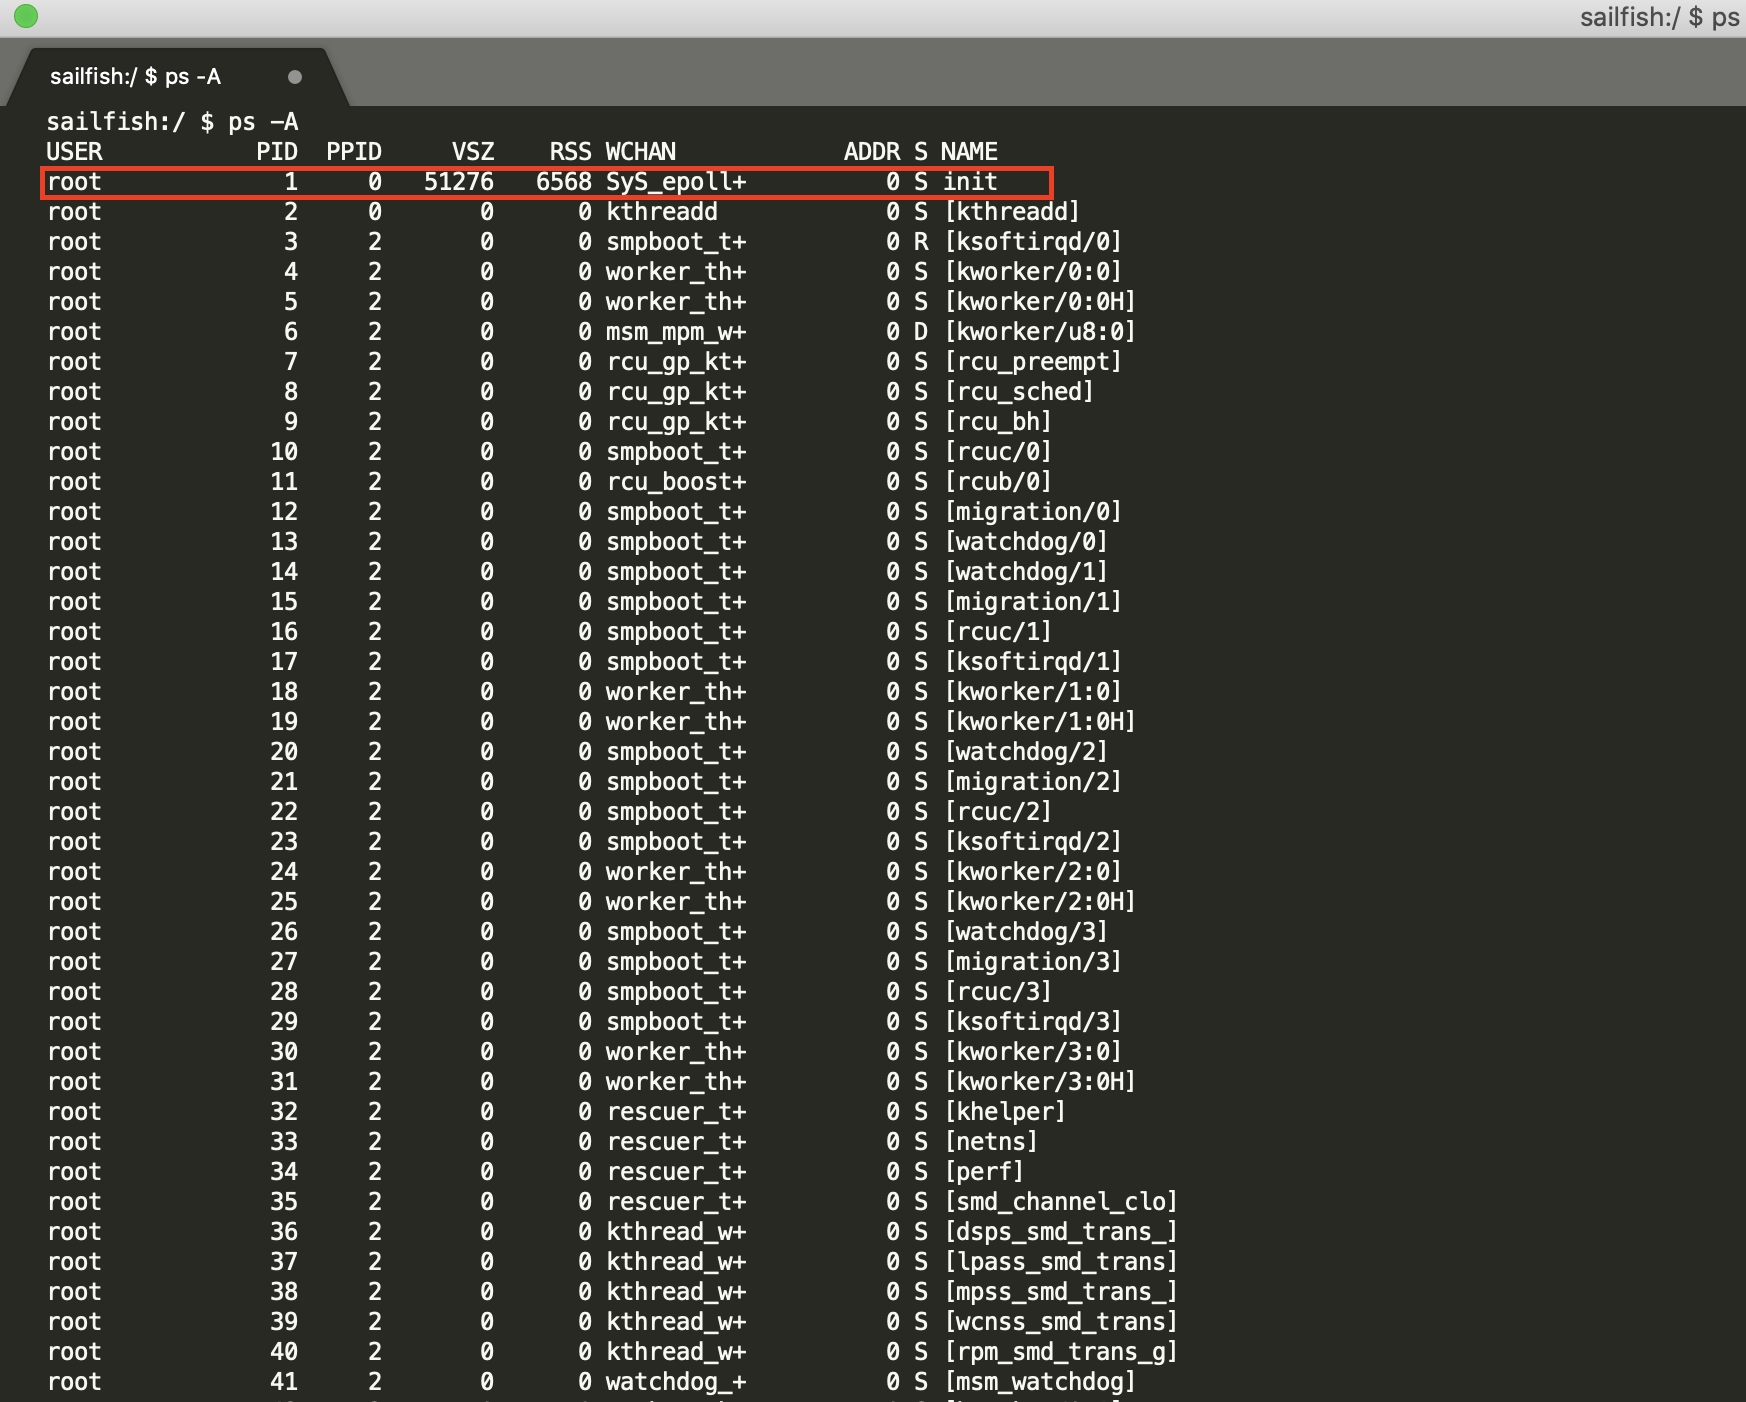 sailfish:/ $ ps
sailfish:/ $ ps -A
sailfish:/ $ ps -A
USER PID PPID VSZ RSS WCHAN ADDR S NAME
root 1 0 51276 6568 SyS_epoll+ 0 S init
root 2 0 0 0 kthreadd 0 S [kthreadd]
root 3 2 0 0 smpboot_t+ 0 R [ksoftirqd/0]
root 4 2 0 0 worker_th+ 0 S [kworker/0:0]
root 5 2 0 0 worker_th+ 0 S [kworker/0:0H]
root 6 2 0 0 msm_mpm_w+ 0 D [kworker/u8:0]
root 7 2 0 0 rcu_gp_kt+ 0 S [rcu_preempt]
root 8 2 0 0 rcu_gp_kt+ 0 S [rcu_sched]
root 9 2 0 0 rcu_gp_kt+ 0 S [rcu_bh]
root 10 2 0 0 smpboot_t+ 0 S [rcuc/0]
root 11 2 0 0 rcu_boost+ 0 S [rcub/0]
root 12 2 0 0 smpboot_t+ 0 S [migration/0]
root 13 2 0 0 smpboot_t+ 0 S [watchdog/0]
root 14 2 0 0 smpboot_t+ 0 S [watchdog/1]
root 15 2 0 0 smpboot_t+ 0 S [migration/1]
root 16 2 0 0 smpboot_t+ 0 S [rcuc/1]
root 17 2 0 0 smpboot_t+ 0 S [ksoftirqd/1]
root 18 2 0 0 worker_th+ 0 S [kworker/1:0]
root 19 2 0 0 worker_th+ 0 S [kworker/1:0H]
root 20 2 0 0 smpboot_t+ 0 S [watchdog/2]
root 21 2 0 0 smpboot_t+ 0 S [migration/2]
root 22 2 0 0 smpboot_t+ 0 S [rcuc/2]
root 23 2 0 0 smpboot_t+ 0 S [ksoftirqd/2]
root 24 2 0 0 worker_th+ 0 S [kworker/2:0]
root 25 2 0 0 worker_th+ 0 S [kworker/2:0H]
root 26 2 0 0 smpboot_t+ 0 S [watchdog/3]
root 27 2 0 0 smpboot_t+ 0 S [migration/3]
root 28 2 0 0 smpboot_t+ 0 S [rcuc/3]
root 29 2 0 0 smpboot_t+ 0 S [ksoftirqd/3]
root 30 2 0 0 worker_th+ 0 S [kworker/3:0]
root 31 2 0 0 worker_th+ 0 S [kworker/3:0H]
root 32 2 0 0 rescuer_t+ 0 S [khelper]
root 33 2 0 0 rescuer_t+ 0 S [netns]
root 34 2 0 0 rescuer_t+ 0 S [perf]
root 35 2 0 0 rescuer_t+ 0 S [smd_channel_clo]
root 36 2 0 0 kthread_w+ 0 S [dsps_smd_trans_]
root 37 2 0 0 kthread_w+ 0 S [lpass_smd_trans]
root 38 2 0 0 kthread_w+ 0 S [mpss_smd_trans_]
root 39 2 0 0 kthread_w+ 0 S [wcnss_smd_trans]
root 40 2 0 0 kthread_w+ 0 S [rpm_smd_trans_g]
root 41 2 0 0 watchdog_+ 0 S [msm_watchdog]